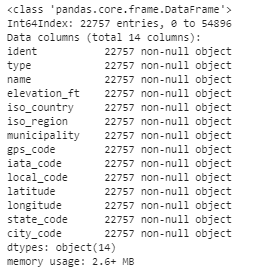 <class 'pandas.core.frame.DataFrame'>
Int64Index: 22757 entries, 0 to 54896
Data columns (total 14 columns):
ident           22757 non-null object
type            22757 non-null object
name            22757 non-null object
elevation_ft    22757 non-null object
iso_country     22757 non-null object
iso_region      22757 non-null object
municipality    22757 non-null object
gps_code        22757 non-null object
iata_code       22757 non-null object
local_code      22757 non-null object
latitude        22757 non-null object
longitude       22757 non-null object
state_code      22757 non-null object
city_code       22757 non-null object
dtypes: object(14)
memory usage: 2.6+ MB